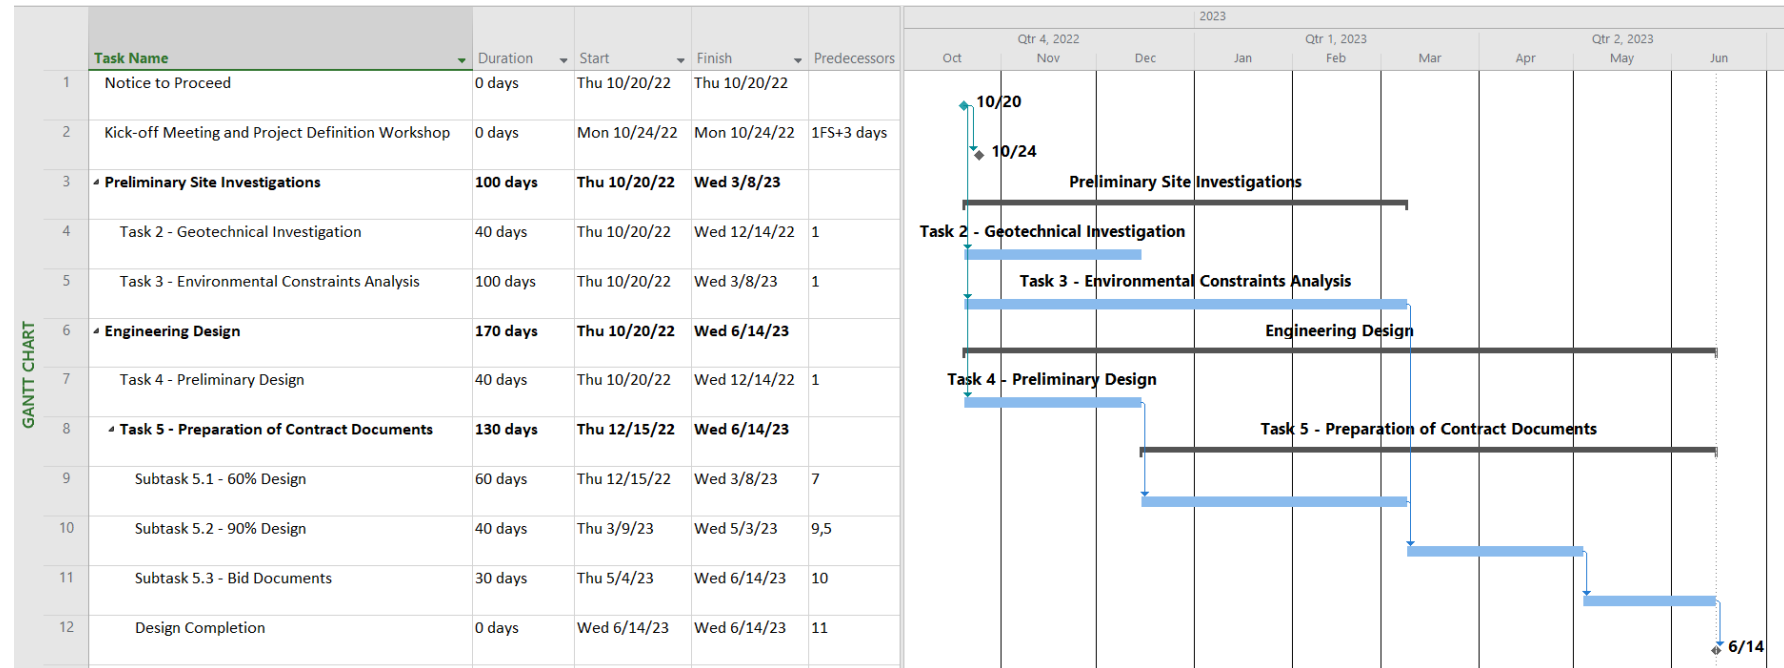 2023
Qtr 4, 2022 Qtr 1, 2023 Qtr 2, 2023
Task Name Duration Start Finish Predecessors Oct Nov Dec Jan Feb Mar Apr May Jun
1 Notice to Proceed 0 days Thu 10/20/22 Thu 10/20/22
10/20
2 Kick-off Meeting and Project Definition Workshop 0 days Mon 10/24/22 Mon 10/24/22 1FS+3 days
10/24
3 Preliminary Site Investigations 100 days Thu 10/20/22 Wed 3/8/23 Preliminary Site Investigations
4 Task 2 - Geotechnical Investigation 40 days Thu 10/20/22 Wed 12/14/22 1 Task 2 - Geotechnical Investigation
5 Task 3 - Environmental Constraints Analysis 100 days Thu 10/20/22 Wed 3/8/23 1 Task 3 - Environmental Constraints Analysis
6 Engineering Design 170 days Thu 10/20/22 Wed 6/14/23 Engineering Design
7 Task 4 - Preliminary Design 40 days Thu 10/20/22 Wed 12/14/22 1 Task 4 - Preliminary Design
8 Task 5 - Preparation of Contract Documents 130 days Thu 12/15/22 Wed 6/14/23 Task 5 - Preparation of Contract Documents
9 Subtask 5.1 - 60% Design 60 days Thu 12/15/22 Wed 3/8/23 7
10 Subtask 5.2 - 90% Design 40 days Thu 3/9/23 Wed 5/3/23 9,5
11 Subtask 5.3 - Bid Documents 30 days Thu 5/4/23 Wed 6/14/23 10
12 Design Completion 0 days Wed 6/14/23 Wed 6/14/23 11
6/14
GANTT CHART